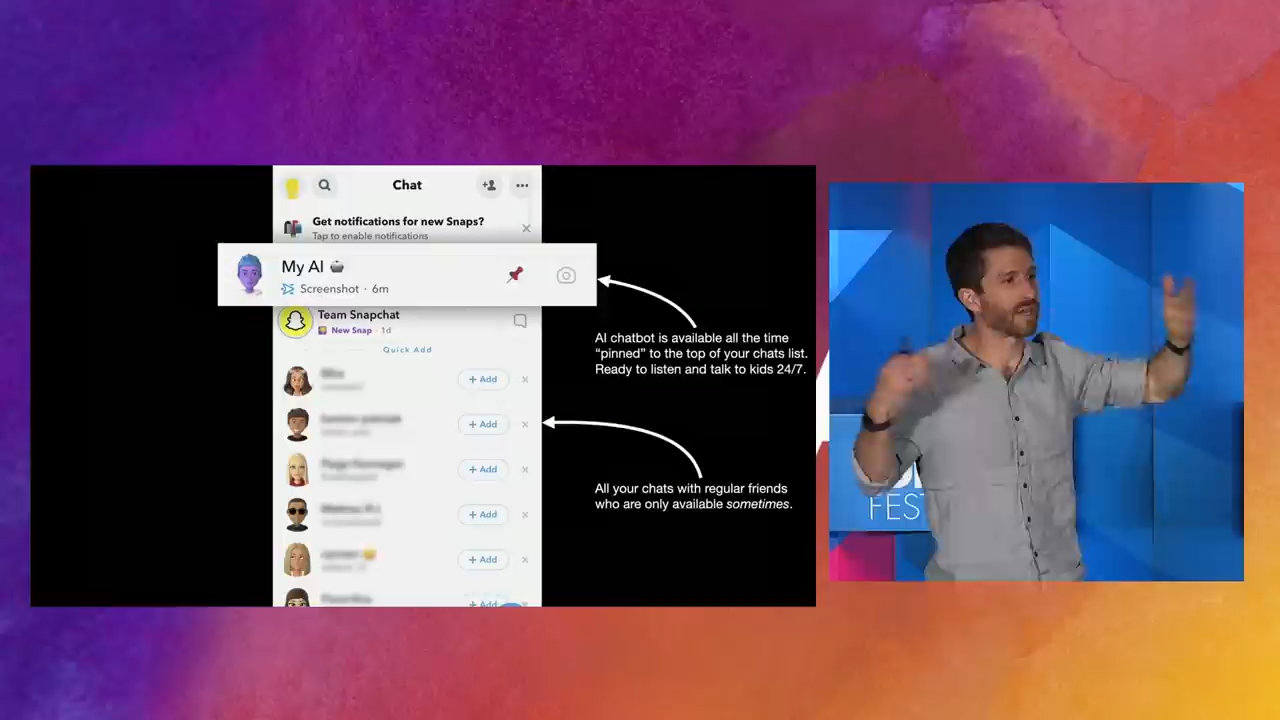 Chat
Get notifications for new Snaps?
Tap to enable notifications
My AI
Screenshot · 6m
Team Snapchat
New Snap · 1d
Quick Add
+ Add
+ Add
+ Add
+ Add
+ Add
+ Add
AI chatbot is available all the time
“pinned” to the top of your chats list.
Ready to listen and talk to kids 24/7.
All your chats with regular friends
who are only available sometimes.
FEST